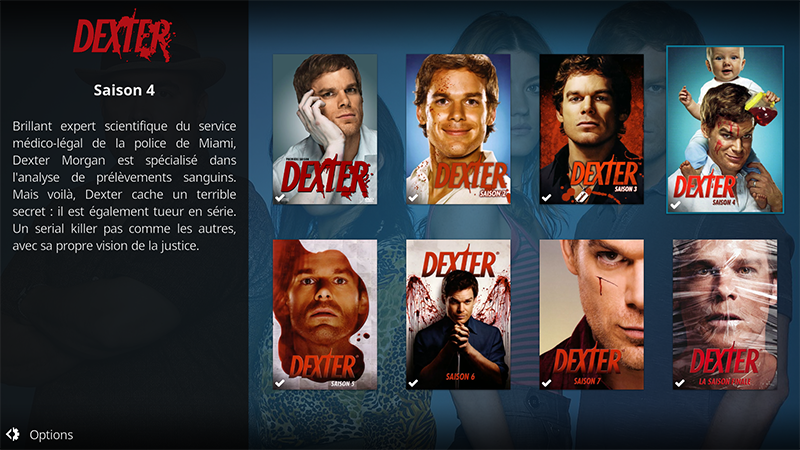 DEXTER
Saison 4
Brillant expert scientifique du service
médico-légal de la police de Miami,
Dexter Morgan est spécialisé dans
l'analyse de prélèvements sanguins.
Mais voilà, Dexter cache un terrible
secret : il est également tueur en série.
Un serial killer pas comme les autres,
avec sa propre vision de la justice.
DEXTER
DEXTER
SAISON 2
DEXTER
SAISON 3
DEXTER
SAISON 4
DEXTER
SAISON 5
DEXTER
SAISON 6
DEXTER
SAISON 7
DEXTER
LA SAISON
Options